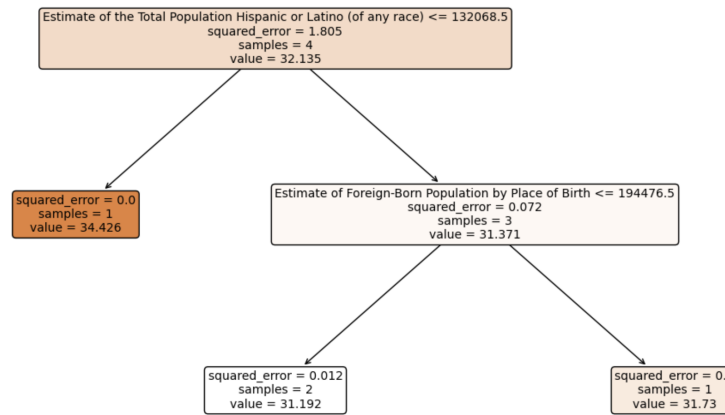 Estimate of the Total Population Hispanic or Latino (of any race) <= 132068.5
squared_error = 1.805
samples = 4
value = 32.135
squared_error = 0.0
samples = 1
value = 34.426
Estimate of Foreign-Born Population by Place of Birth <= 194476.5
squared_error = 0.072
samples = 3
value = 31.371
squared_error = 0.012
samples = 2
value = 31.192
squared_error = 0.
samples = 1
value = 31.73